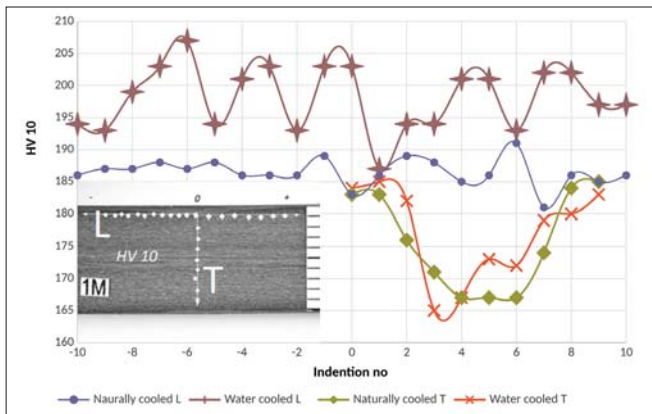 210
205
200
195
HV 10
190
185
180
175
170
165
160
- 0 +
L
HV 10
T
1M
-10 -8 -6 -4 -2 0 2 4 6 8 10
Indention no
Naurally cooled L Water cooled L Naturally cooled T Water cooled T